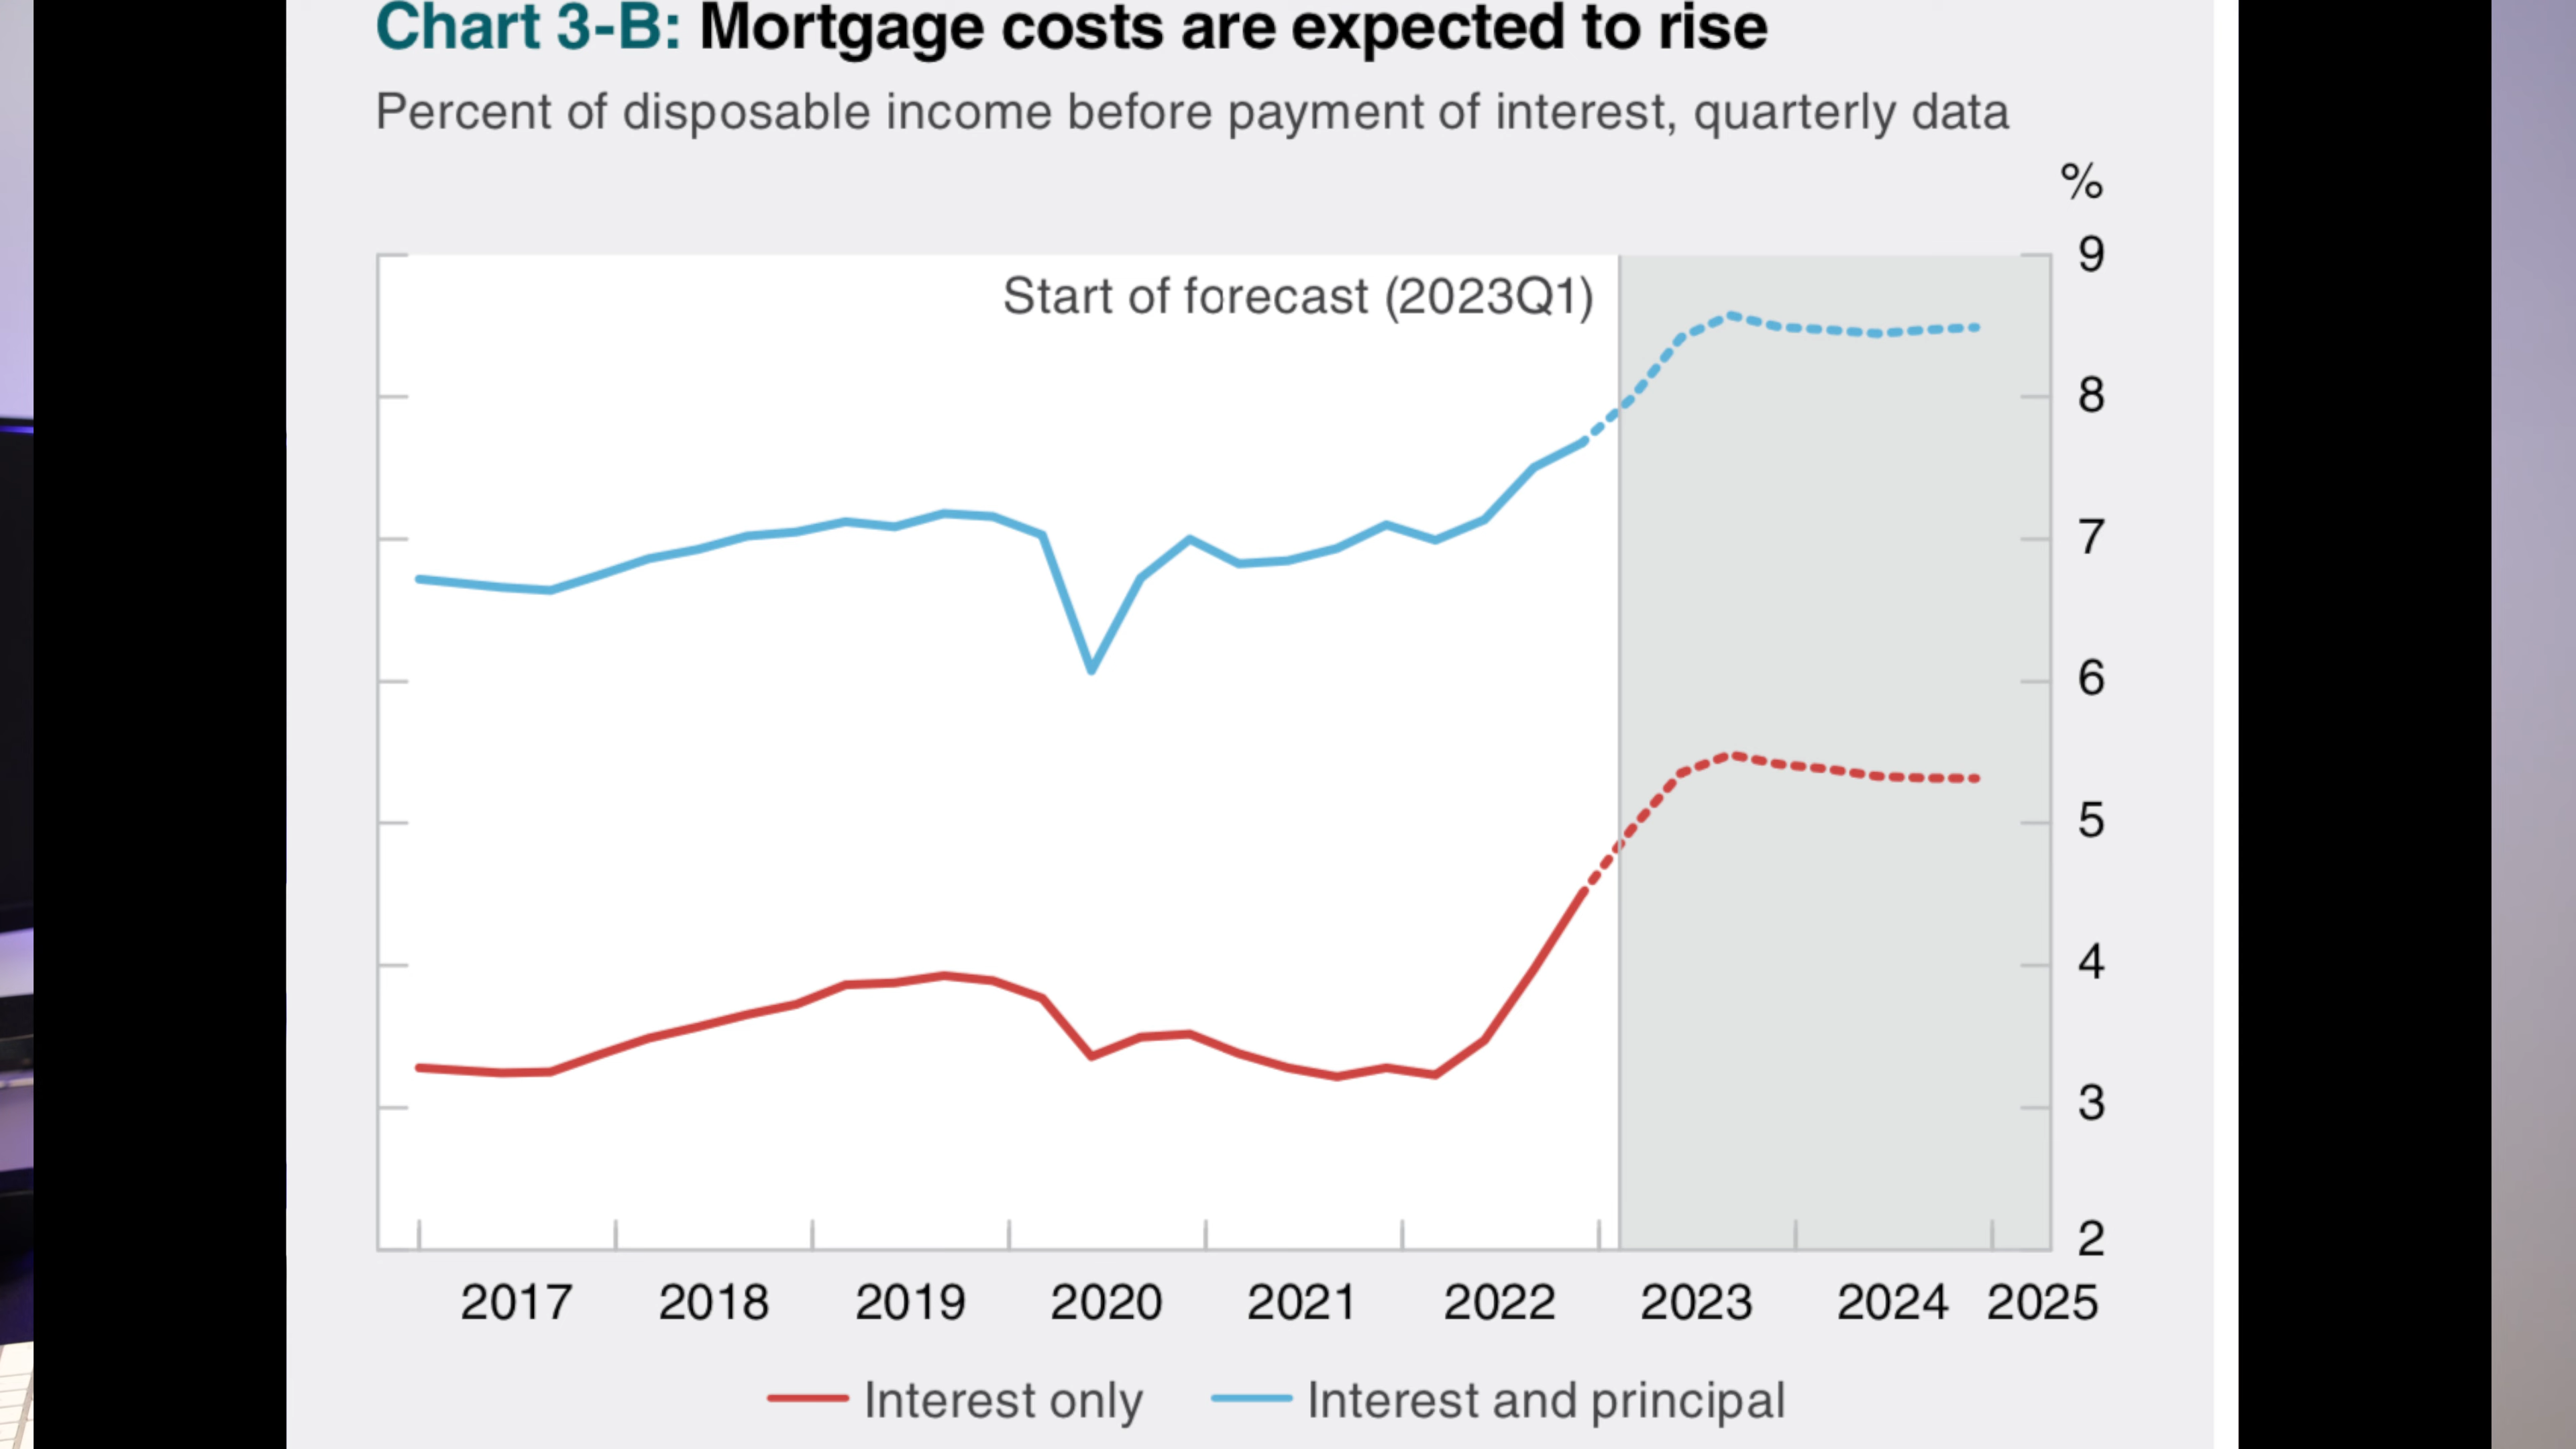 Chart 3-B: Mortgage costs are expected to rise
Percent of disposable income before payment of interest, quarterly data
%
Start of forecast (2023Q1)
9
8
7
6
5
4
3
2
2017 2018 2019 2020 2021 2022 2023 2024 2025
Interest only Interest and principal